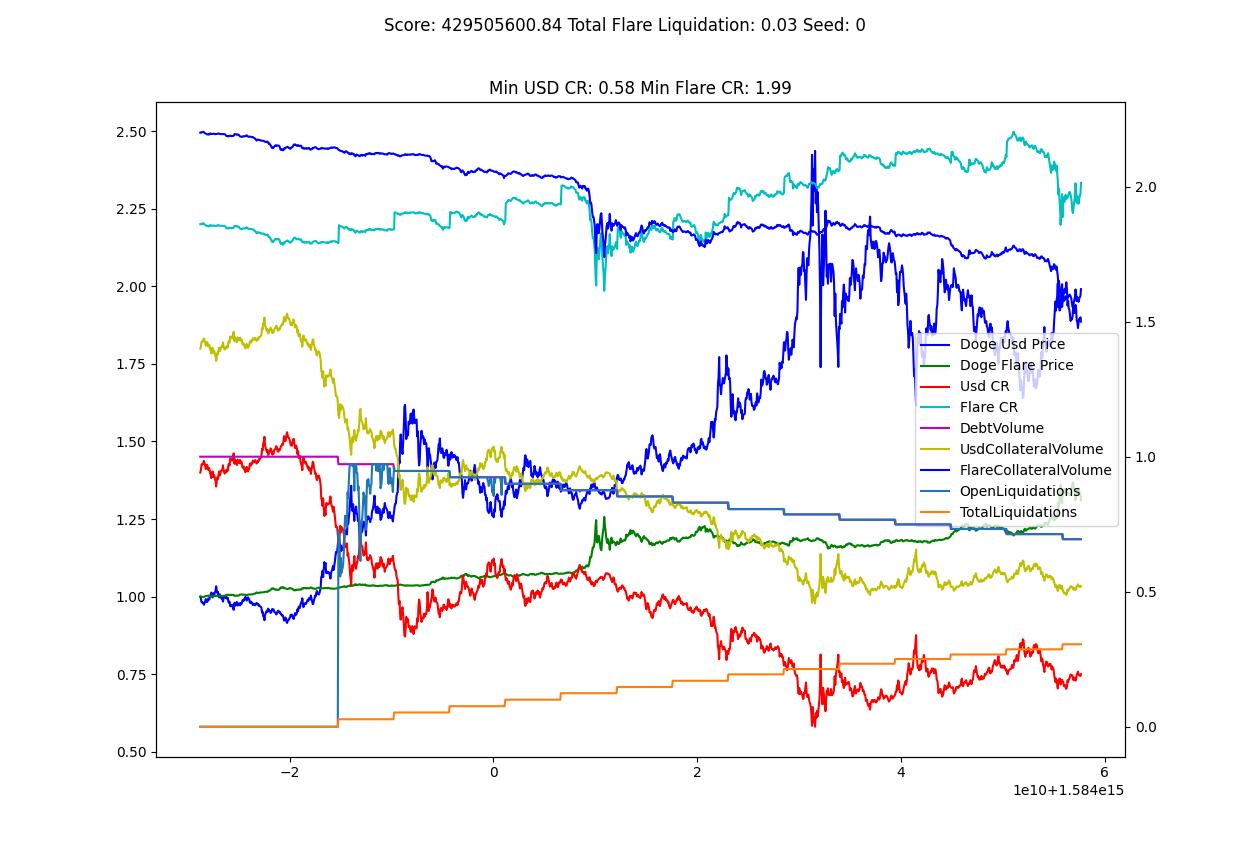 Score: 429505600.84 Total Flare Liquidation: 0.03 Seed: 0
Min USD CR: 0.58 Min Flare CR: 1.99
2.50
2.25
2.00
1.75
1.50
1.25
1.00
0.75
0.50
2.0
1.5
1.0
0.5
0.0
Doge Usd Price
Doge Flare Price
Usd CR
Flare CR
DebtVolume
UsdCollateralVolume
FlareCollateralVolume
OpenLiquidations
TotalLiquidations
−2 0 2 4 6
1e10+1.584e15